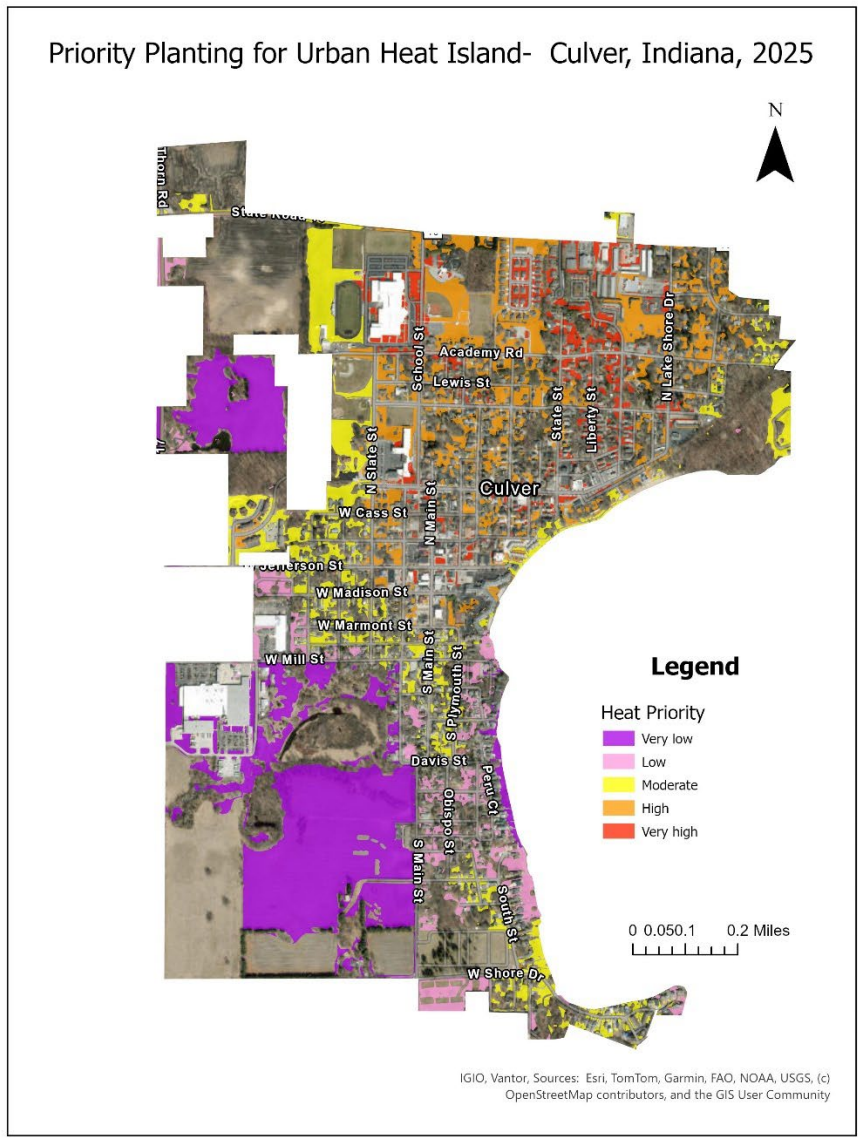 Priority Planting for Urban Heat Island-  Culver, Indiana, 2025
N
Thorn Rd
School St
Academy Rd
Lewis St
N Lake Shore Dr
State St
Liberty St
N Slate St
Culver
W Cass St
N Main St
W Jefferson St
W Madison St
W Marmont St
W Mill St
S Main St
S Plymouth St
Davis St
Peru Ct
Obispo St
S Main St
South St
W Shore Dr
17
Legend
Heat Priority
Very low
Low
Moderate
High
Very high
0 0.050.1 0.2 Miles
IGIO, Vantor, Sources: Esri, TomTom, Garmin, FAO, NOAA, USGS, (c)
OpenStreetMap contributors, and the GIS User Community